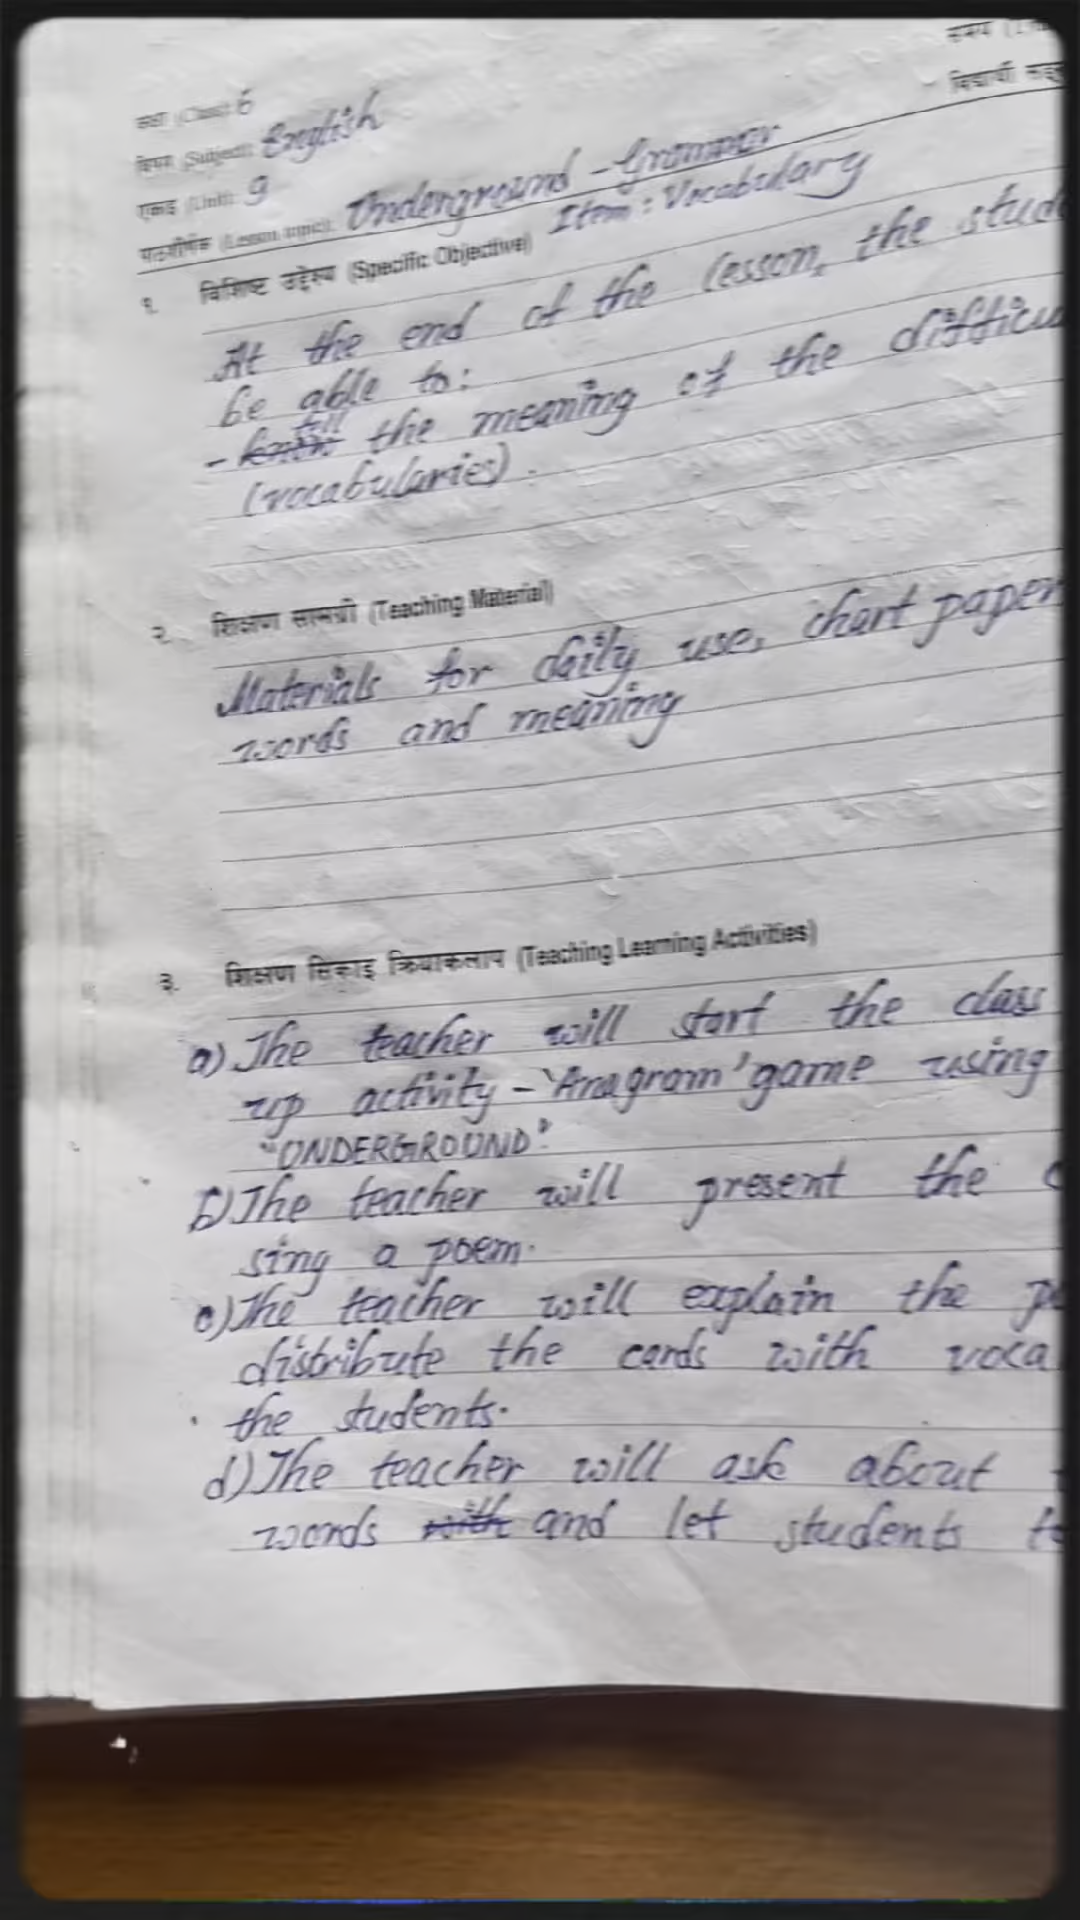 समय (
विद्यार्थी
कक्षा (Class): 6
विषय (Subject): English
एकाइ (Unit): 9
पाठशीर्षक (Lesson topic): Underground - Grammar
Item: Vocabulary
१. विशिष्ट उद्देश्य (Specific Objective)
At the end of the lesson, the stude
be able to:
tell
- know the meaning of the difficu
(vocabularies).
२. शिक्षण सामग्री (Teaching Material)
Materials for daily use, chart paper
words and meaning
३. शिक्षण सिकाइ क्रियाकलाप (Teaching Learning Activities)
a) The teacher will start the class
up activity - 'Anagram' game using
"UNDERGROUND".
b) The teacher will present the
sing a poem.
c) The teacher will explain the
distribute the cards with voca
the students.
d) The teacher will ask about
words with and let students